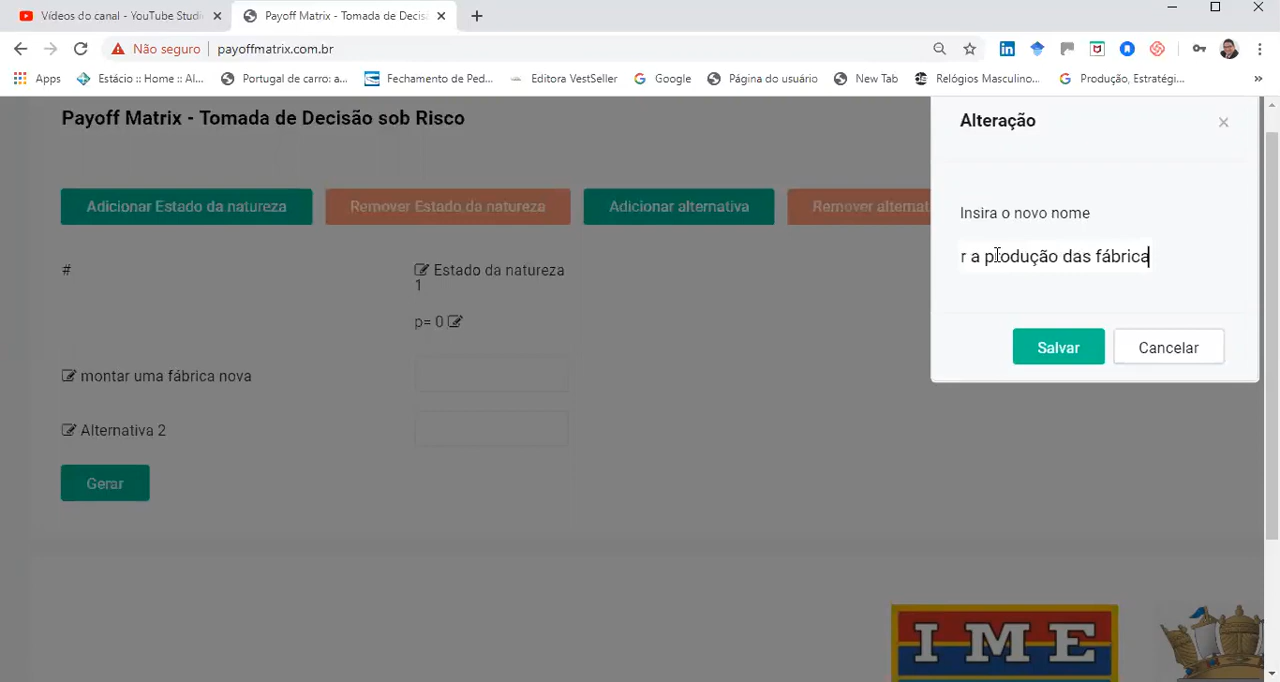 Vídeos do canal - YouTube Studi
Payoff Matrix - Tomada de Decisã
Não seguro payoffmatrix.com.br
Apps Estácio :: Home :: Al... Portugal de carro: a... Fechamento de Ped... Editora VestSeller Google Página do usuário New Tab Relógios Masculino... Produção, Estratégi... »
Payoff Matrix - Tomada de Decisão sob Risco
Adicionar Estado da natureza Remover Estado da natureza Adicionar alternativa Remover alternat
# Estado da natureza
1
p= 0
montar uma fábrica nova
Alternativa 2
Gerar
Alteração ×
Insira o novo nome
r a produção das fábrica
Salvar Cancelar
IME